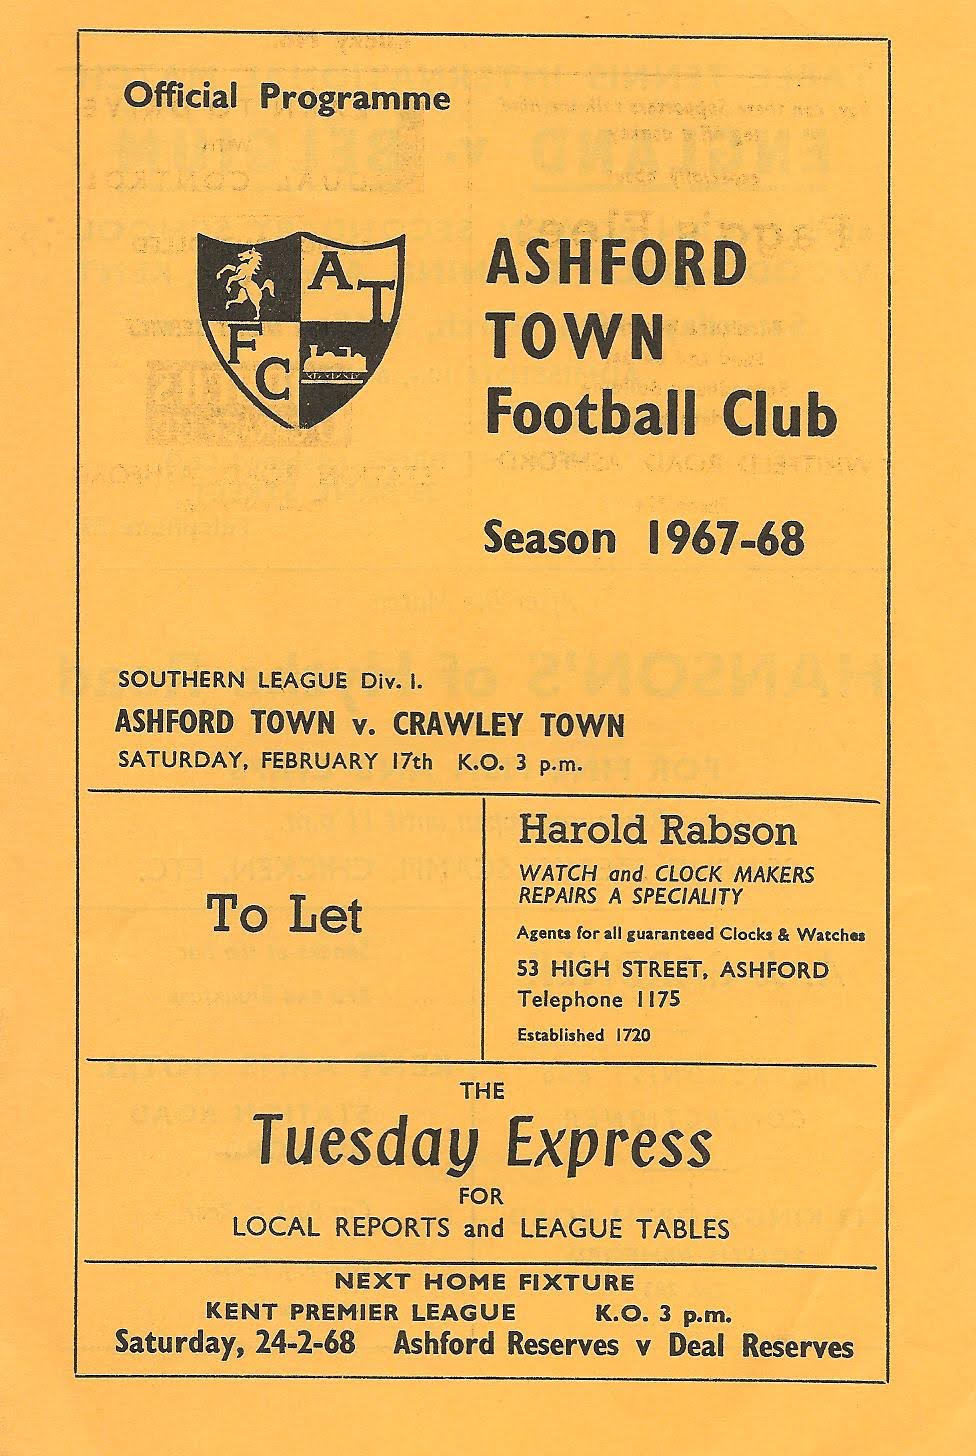 Official Programme
A T
F C
ASHFORD
TOWN
Football Club
Season 1967-68
SOUTHERN LEAGUE Div. 1.
ASHFORD TOWN v. CRAWLEY TOWN
SATURDAY, FEBRUARY 17th K.O. 3 p.m.
To Let
Harold Rabson
WATCH and CLOCK MAKERS
REPAIRS A SPECIALITY
Agents for all guaranteed Clocks & Watches
53 HIGH STREET, ASHFORD
Telephone 1175
Established 1720
THE
Tuesday Express
FOR
LOCAL REPORTS and LEAGUE TABLES
NEXT HOME FIXTURE
KENT PREMIER LEAGUE K.O. 3 p.m.
Saturday, 24-2-68 Ashford Reserves v Deal Reserves